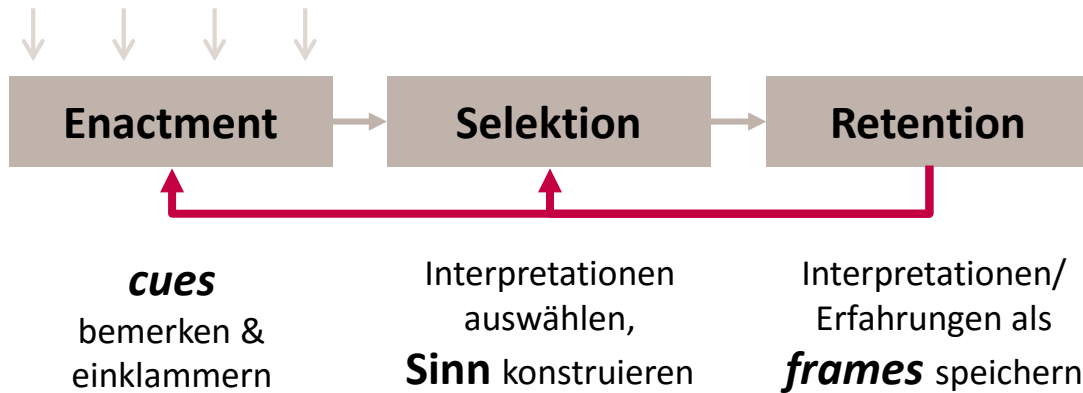 Enactment
Selektion
Retention
cues
bemerken &
einklammern
Interpretationen
auswählen,
Sinn konstruieren
Interpretationen/
Erfahrungen als
frames speichern